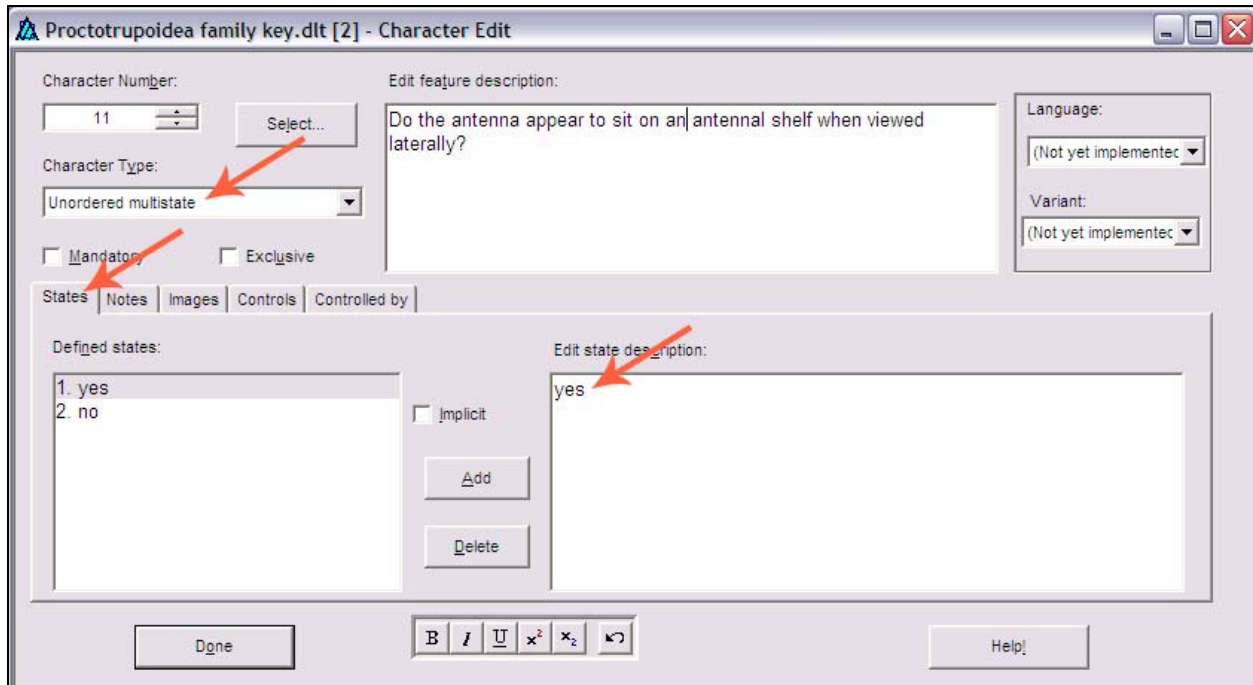 Proctotrupoidea family key.dlt [2] - Character Edit
Character Number:
11
Select...
Character Type:
Unordered multistate
Mandatory
Exclusive
Edit feature description:
Do the antenna appear to sit on an antennal shelf when viewed
laterally?
Language:
(Not yet implementec
Variant:
(Not yet implementec
States
Notes
Images
Controls
Controlled by
Defined states:
1. yes
2. no
Implicit
Add
Delete
Edit state description:
yes
Done
B I U x² x₂
Help!